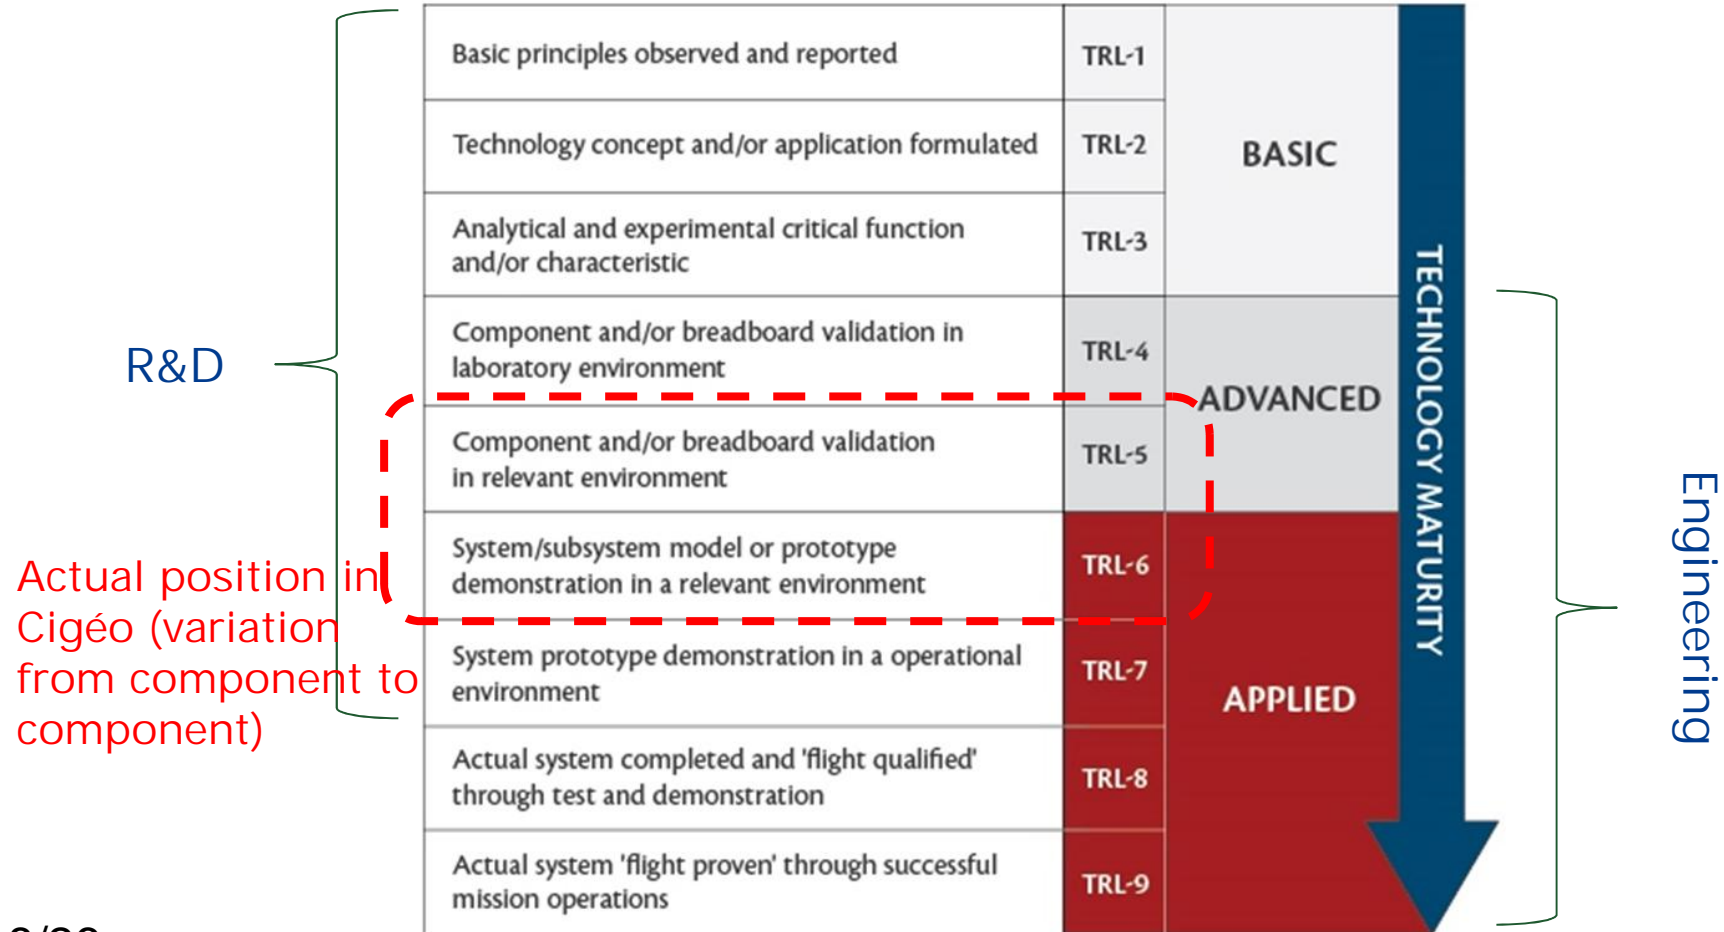 Basic principles observed and reported
TRL-1
Technology concept and/or application formulated
TRL-2
BASIC
Analytical and experimental critical function
and/or characteristic
TRL-3
Component and/or breadboard validation in
laboratory environment
TRL-4
ADVANCED
Component and/or breadboard validation
in relevant environment
TRL-5
System/subsystem model or prototype
demonstration in a relevant environment
TRL-6
System prototype demonstration in a operational
environment
TRL-7
APPLIED
Actual system completed and 'flight qualified'
through test and demonstration
TRL-8
Actual system 'flight proven' through successful
mission operations
TRL-9
TECHNOLOGY MATURITY
R&D
Actual position in
Cigéo (variation
from component to
component)
Engineering